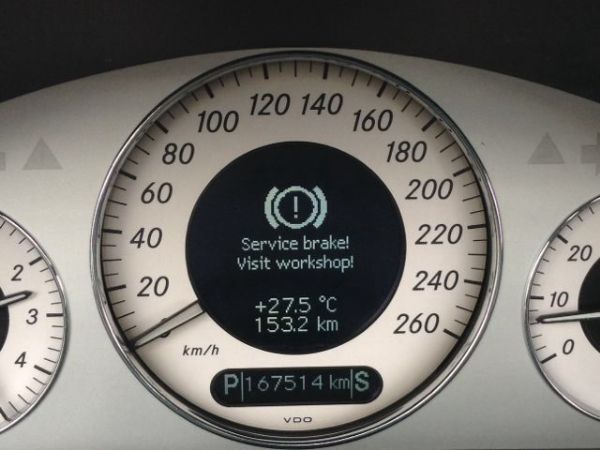 120 140
100 160
80 180
60 200
40 220
20 240
260
!
Service brake!
Visit workshop!
+27.5 °C
153.2 km
km/h
P 167514 km S
VDO
2
3
4
20
10
0